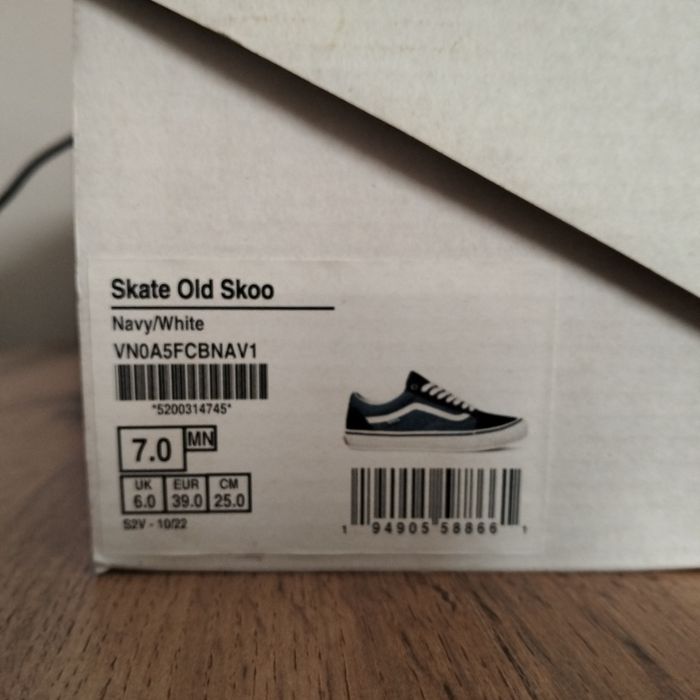 Skate Old Skoo
Navy/White
VN0A5FCBNAV1
*5200314745*
7.0 MN
UK EUR CM
6.0 39.0 25.0
S2V - 10/22
1 94905 58866 1